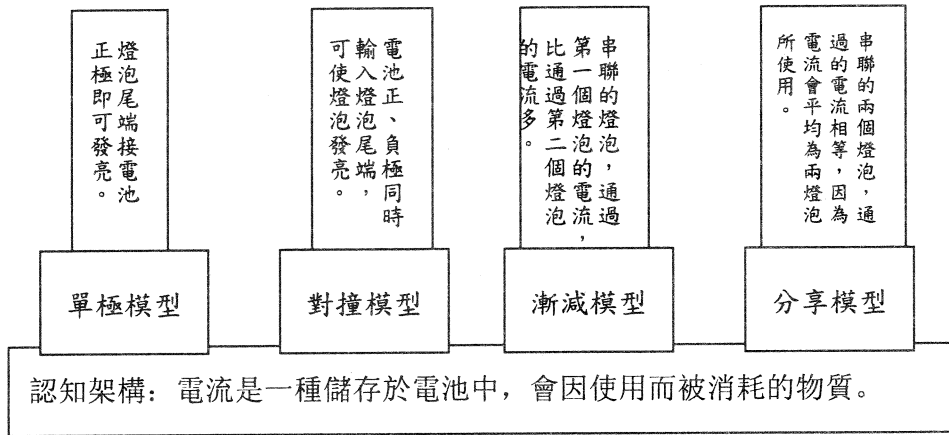 燈泡尾端接電池
正極即可發亮。
電池正、負極同時
輸入燈泡尾端，
可使燈泡發亮。
串聯的燈泡，通過
第一個燈泡的電流，
比通過第二個燈泡
的電流多。
串聯的兩個燈泡，通
過的電流相等，因為
電流會平均為兩燈泡
所使用。
單極模型
對撞模型
漸減模型
分享模型
認知架構：電流是一種儲存於電池中，會因使用而被消耗的物質。